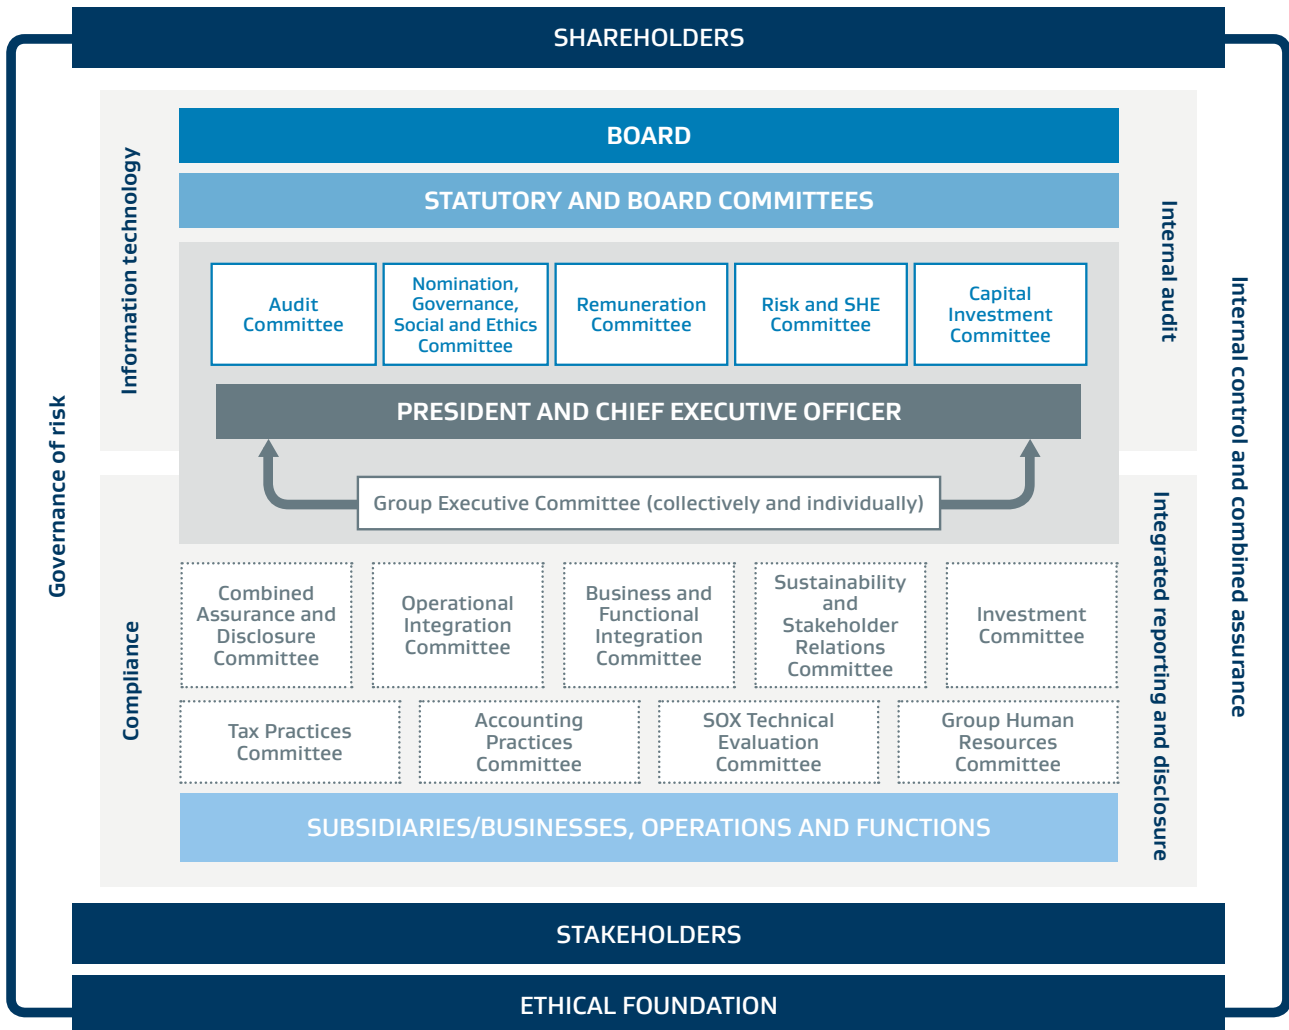 SHAREHOLDERS
BOARD
STATUTORY AND BOARD COMMITTEES
Information technology
Internal audit
Governance of risk
Internal control and combined assurance
Audit
Committee
Nomination,
Governance,
Social and Ethics
Committee
Remuneration
Committee
Risk and SHE
Committee
Capital
Investment
Committee
PRESIDENT AND CHIEF EXECUTIVE OFFICER
Group Executive Committee (collectively and individually)
Compliance
Integrated reporting and disclosure
Combined
Assurance and
Disclosure
Committee
Operational
Integration
Committee
Business and
Functional
Integration
Committee
Sustainability
and
Stakeholder
Relations
Committee
Investment
Committee
Tax Practices
Committee
Accounting
Practices
Committee
SOX Technical
Evaluation
Committee
Group Human
Resources
Committee
SUBSIDIARIES/BUSINESSES, OPERATIONS AND FUNCTIONS
STAKEHOLDERS
ETHICAL FOUNDATION